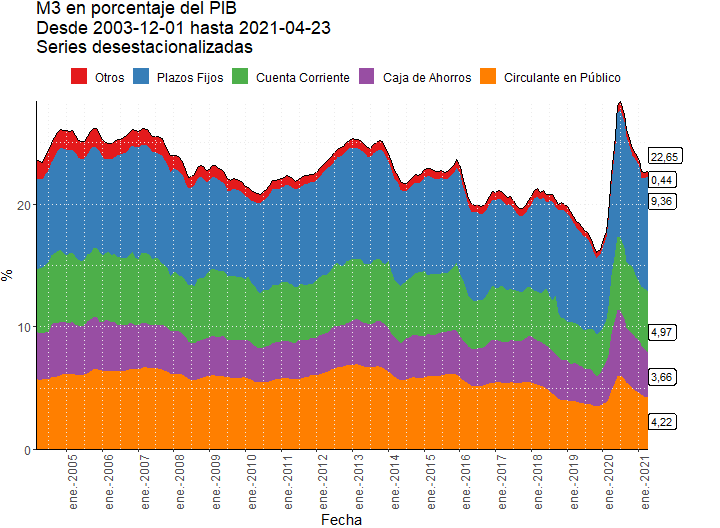 M3 en porcentaje del PIB
Desde 2003-12-01 hasta 2021-04-23
Series desestacionalizadas
Otros Plazos Fijos Cuenta Corriente Caja de Ahorros Circulante en Público
%
20
10
0
22,65
0,44
9,36
4,97
3,66
4,22
ene.-2005
ene.-2006
ene.-2007
ene.-2008
ene.-2009
ene.-2010
ene.-2011
ene.-2012
ene.-2013
ene.-2014
ene.-2015
ene.-2016
ene.-2017
ene.-2018
ene.-2019
ene.-2020
ene.-2021
Fecha